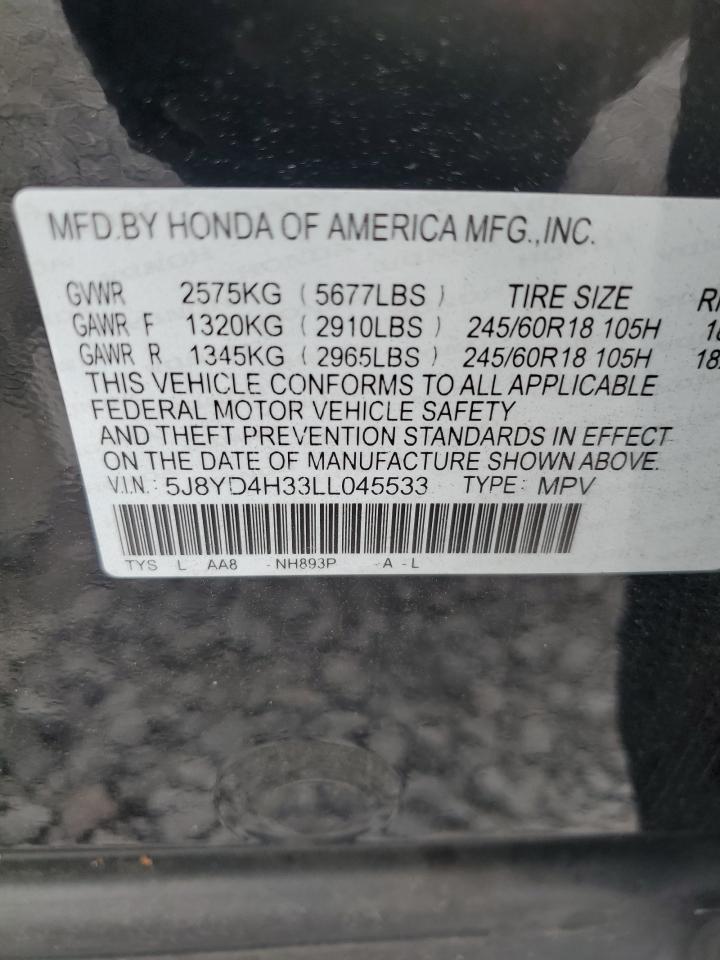 MFD.BY HONDA OF AMERICA MFG.,INC.
GVWR 2575KG (5677LBS) TIRE SIZE
GAWR F 1320KG (2910LBS) 245/60R18 105H
GAWR R 1345KG (2965LBS) 245/60R18 105H
THIS VEHICLE CONFORMS TO ALL APPLICABLE
FEDERAL MOTOR VEHICLE SAFETY
AND THEFT PREVENTION STANDARDS IN EFFECT
ON THE DATE OF MANUFACTURE SHOWN ABOVE.
V.I.N.: 5J8YD4H33LL045533 TYPE: MPV
TYS L AA8 - NH893P - A - L